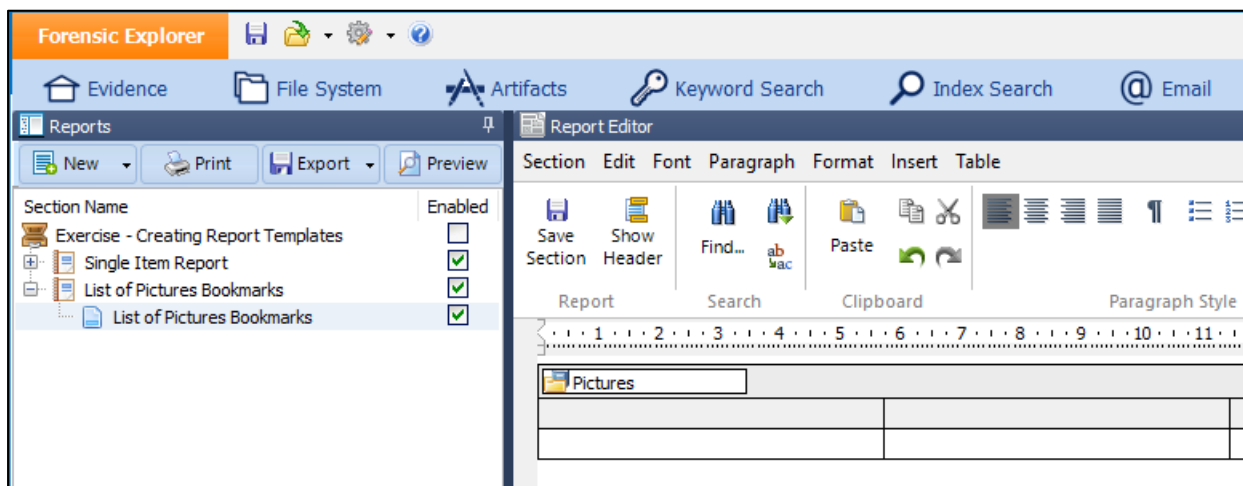 Forensic Explorer
Evidence File System Artifacts Keyword Search Index Search Email
Reports
New Print Export Preview
Section Name Enabled
Exercise - Creating Report Templates
Single Item Report
List of Pictures Bookmarks
List of Pictures Bookmarks
Report Editor
Section Edit Font Paragraph Format Insert Table
Save Section Show Header Find... ab ac Paste
Report Search Clipboard Paragraph Style
1 2 3 4 5 6 7 8 9 10 11
Pictures